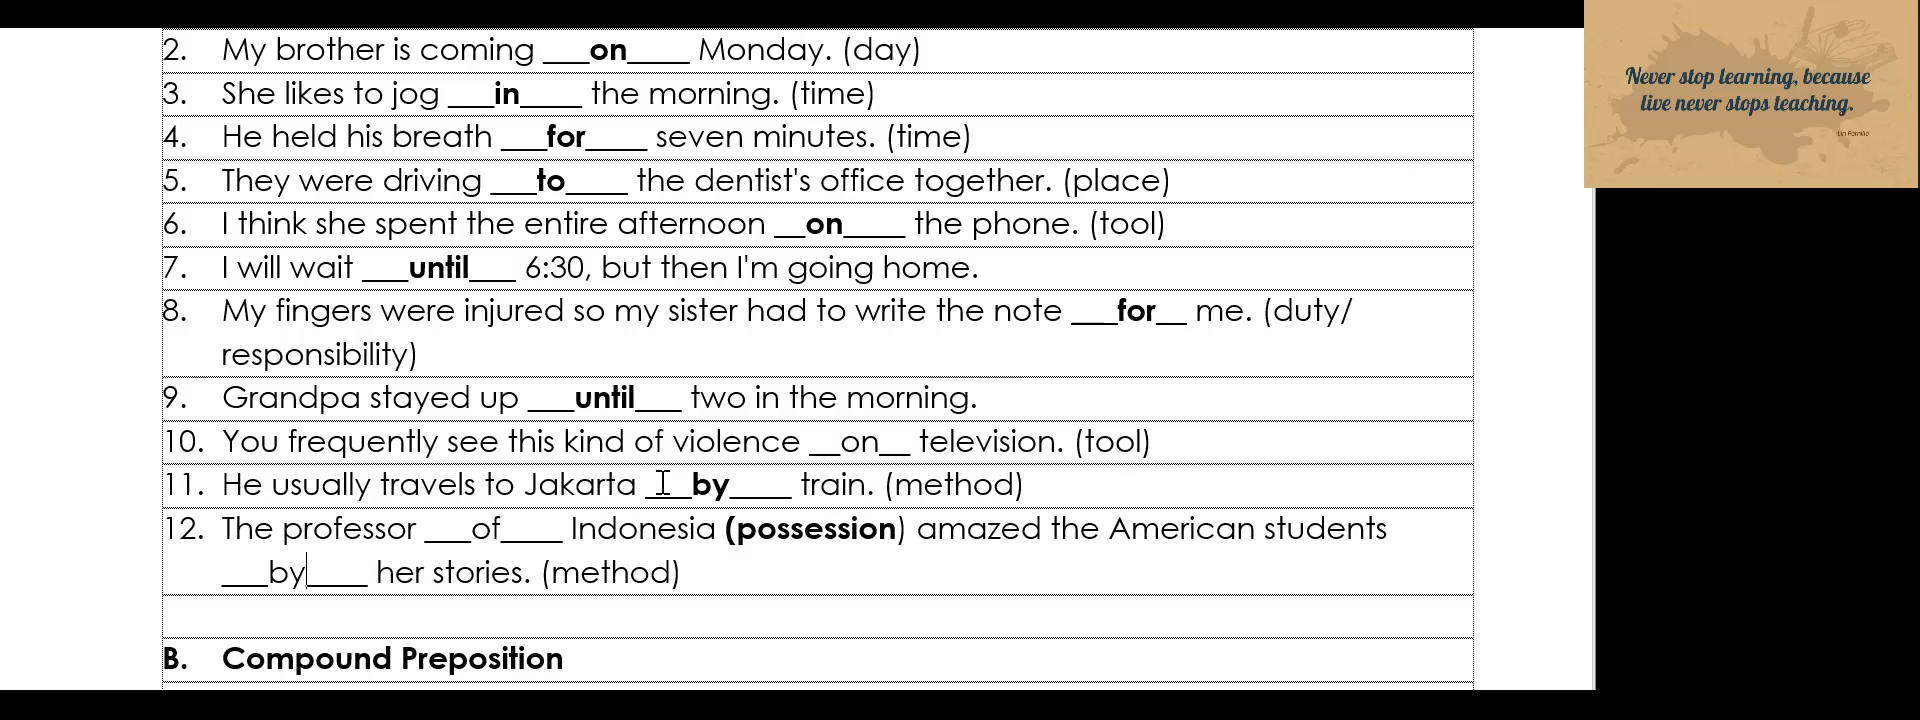 2. My brother is coming ___on____ Monday. (day)
3. She likes to jog ___in____ the morning. (time)
4. He held his breath ___for____ seven minutes. (time)
5. They were driving ___to____ the dentist's office together. (place)
6. I think she spent the entire afternoon __on____ the phone. (tool)
7. I will wait ___until___ 6:30, but then I'm going home.
8. My fingers were injured so my sister had to write the note ___for__ me. (duty/
responsibility)
9. Grandpa stayed up ___until___ two in the morning.
10. You frequently see this kind of violence __on__ television. (tool)
11. He usually travels to Jakarta ___by____ train. (method)
12. The professor ___of____ Indonesia (possession) amazed the American students
___by____ her stories. (method)
B. Compound Preposition
Never stop learning, because
live never stops teaching.